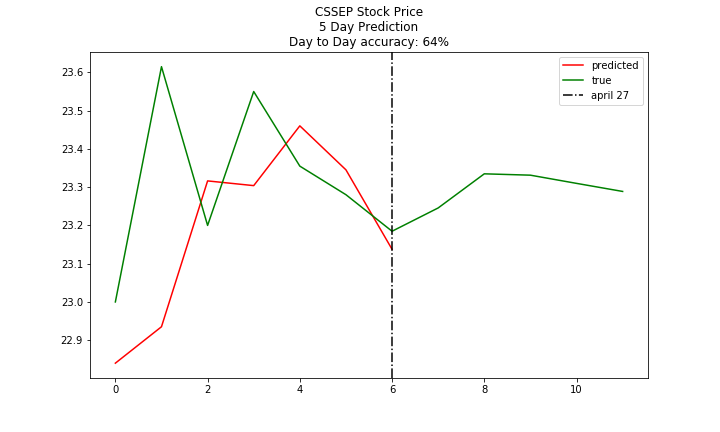 CSSEP Stock Price
5 Day Prediction
Day to Day accuracy: 64%
predicted
true
april 27
23.6
23.5
23.4
23.3
23.2
23.1
23.0
22.9
0
2
4
6
8
10